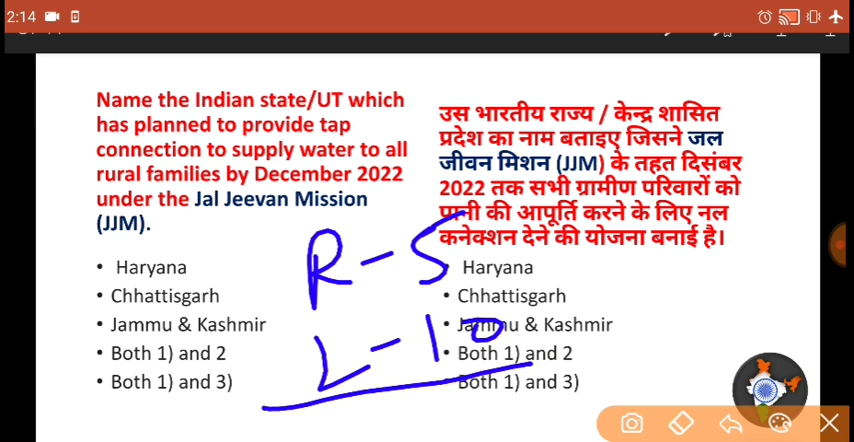 2:14
Name the Indian state/UT which
has planned to provide tap
connection to supply water to all
rural families by December 2022
under the Jal Jeevan Mission
(JJM).
• Haryana
• Chhattisgarh
• Jammu & Kashmir
• Both 1) and 2
• Both 1) and 3)
उस भारतीय राज्य / केन्द्र शासित
प्रदेश का नाम बताइए जिसने जल
जीवन मिशन (JJM) के तहत दिसंबर
2022 तक सभी ग्रामीण परिवारों को
पानी की आपूर्ति करने के लिए नल
कनेक्शन देने की योजना बनाई है।
• Haryana
• Chhattisgarh
• Jammu & Kashmir
• Both 1) and 2
Both 1) and 3)
R - 5
L - 10